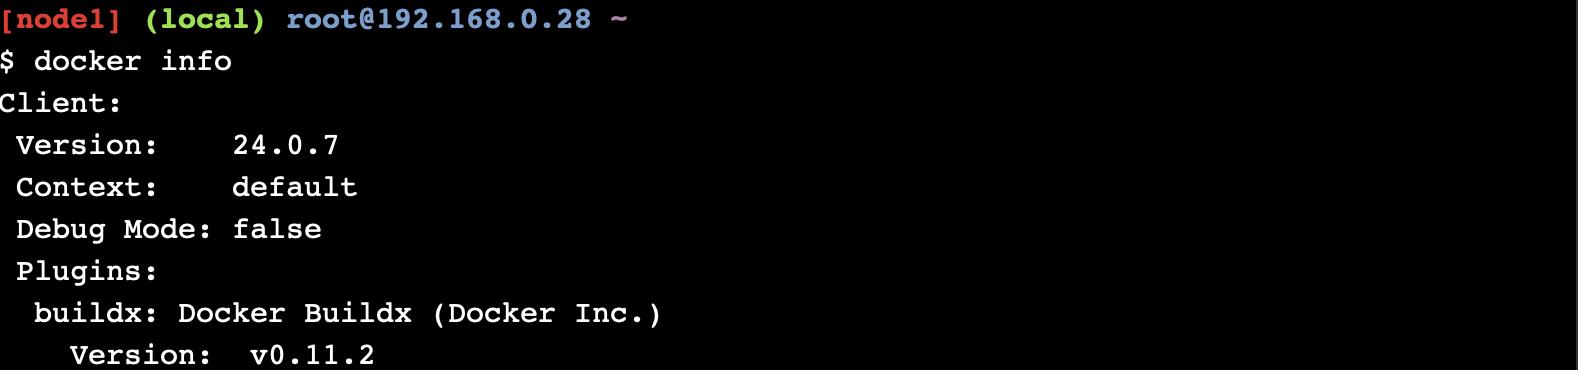 [node1] (local) root@192.168.0.28 ~
$ docker info
Client:
 Version:    24.0.7
 Context:    default
 Debug Mode: false
 Plugins:
  buildx: Docker Buildx (Docker Inc.)
    Version:  v0.11.2